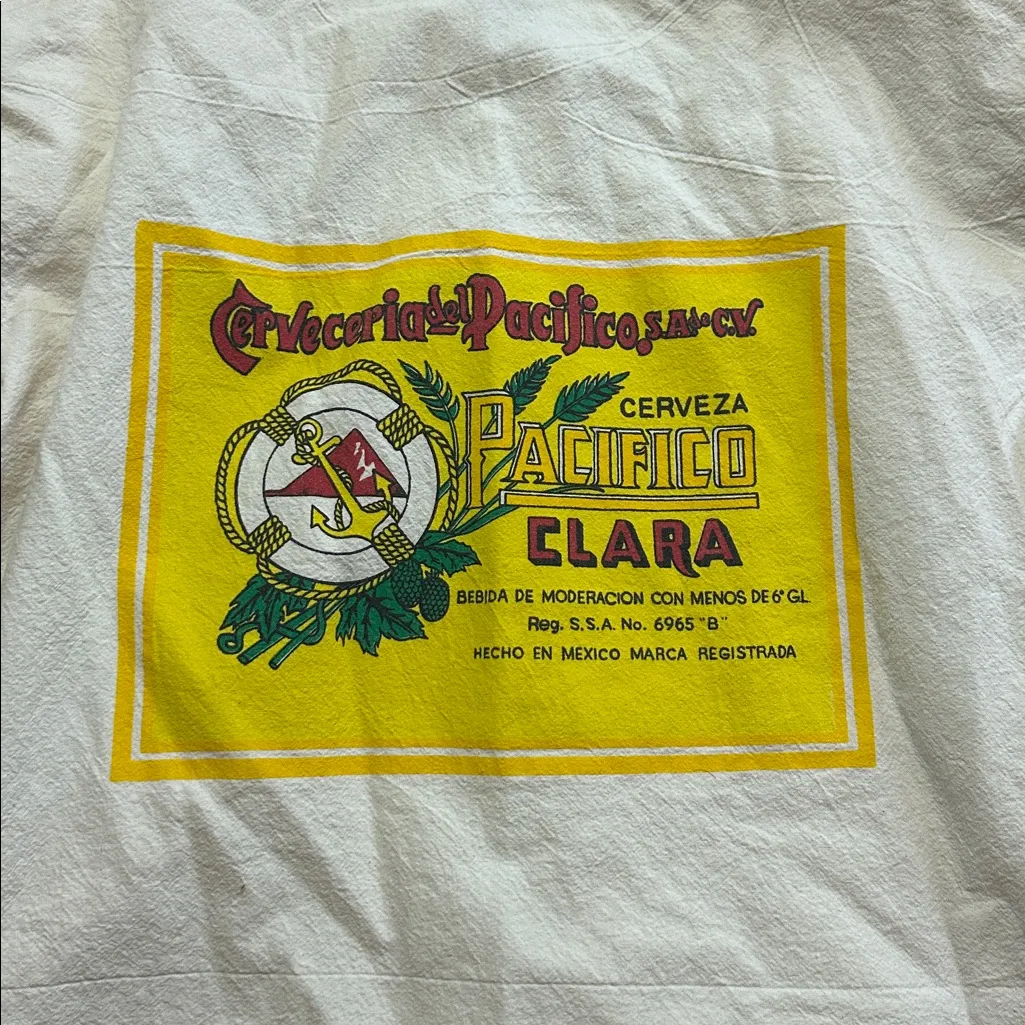 Cerveceria del Pacifico, S.A. de C.V.
CERVEZA
PACIFICO
CLARA
BEBIDA DE MODERACION CON MENOS DE 6° GL
Reg. S.S.A. No. 6965 "B"
HECHO EN MEXICO MARCA REGISTRADA